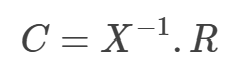 C = X⁻¹. R